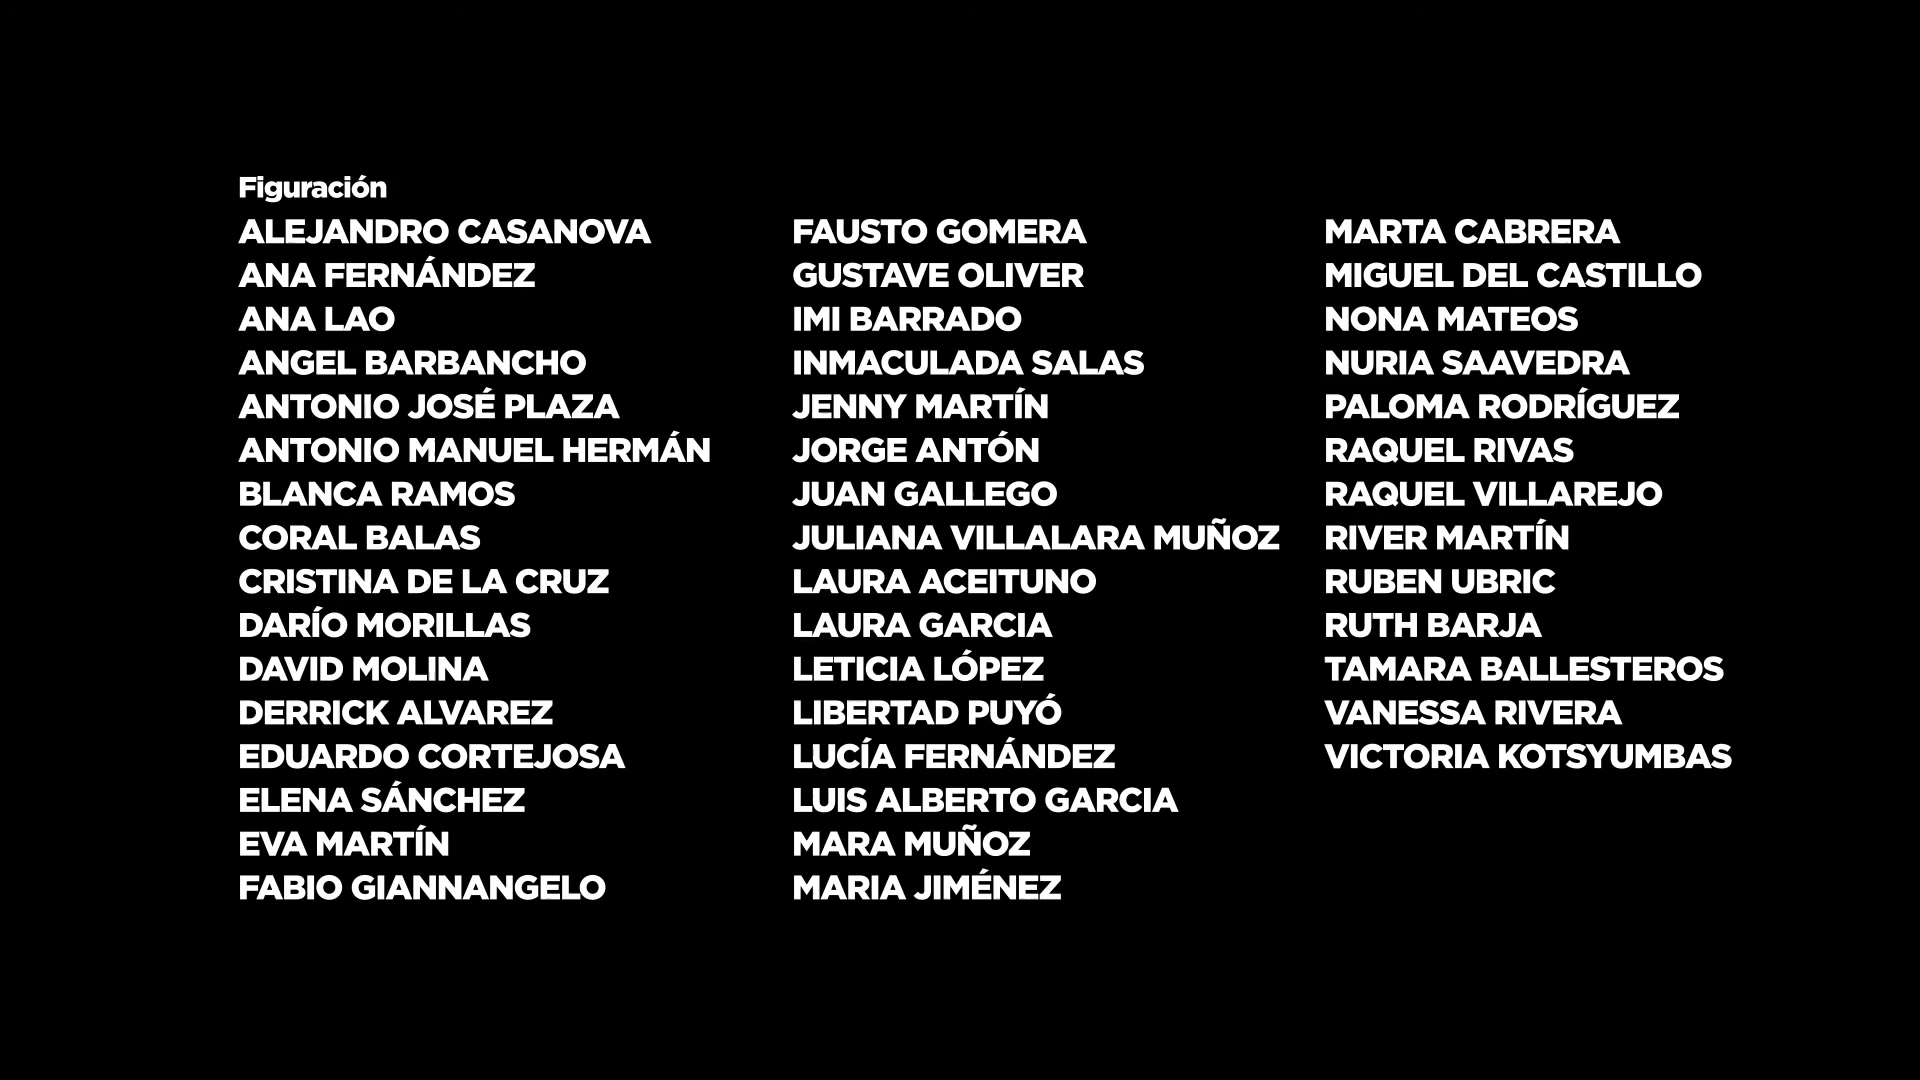 Figuración
ALEJANDRO CASANOVA
ANA FERNÁNDEZ
ANA LAO
ANGEL BARBANCHO
ANTONIO JOSÉ PLAZA
ANTONIO MANUEL HERMÁN
BLANCA RAMOS
CORAL BALAS
CRISTINA DE LA CRUZ
DARÍO MORILLAS
DAVID MOLINA
DERRICK ALVAREZ
EDUARDO CORTEJOSA
ELENA SÁNCHEZ
EVA MARTÍN
FABIO GIANNANGELO
FAUSTO GOMERA
GUSTAVE OLIVER
IMI BARRADO
INMACULADA SALAS
JENNY MARTÍN
JORGE ANTÓN
JUAN GALLEGO
JULIANA VILLALARA MUÑOZ
LAURA ACEITUNO
LAURA GARCIA
LETICIA LÓPEZ
LIBERTAD PUYÓ
LUCÍA FERNÁNDEZ
LUIS ALBERTO GARCIA
MARA MUÑOZ
MARIA JIMÉNEZ
MARTA CABRERA
MIGUEL DEL CASTILLO
NONA MATEOS
NURIA SAAVEDRA
PALOMA RODRÍGUEZ
RAQUEL RIVAS
RAQUEL VILLAREJO
RIVER MARTÍN
RUBEN UBRIC
RUTH BARJA
TAMARA BALLESTEROS
VANESSA RIVERA
VICTORIA KOTSYUMBAS